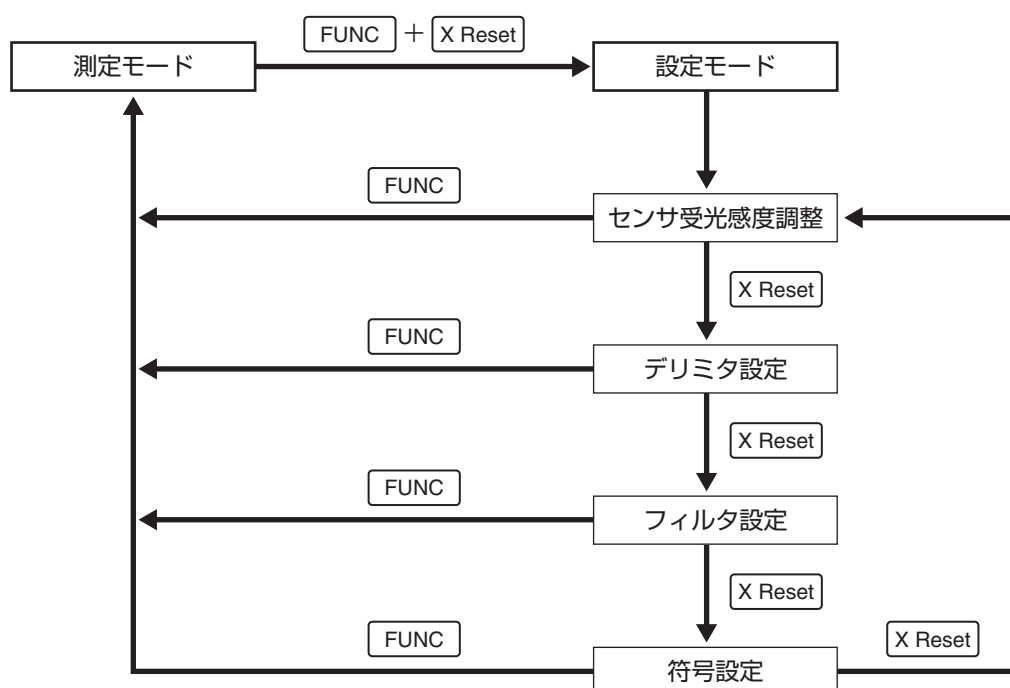 FUNC + X Reset
測定モード 設定モード
FUNC
センサ受光感度調整
X Reset
FUNC
デリミタ設定
X Reset
FUNC
フィルタ設定
X Reset
FUNC
符号設定
X Reset